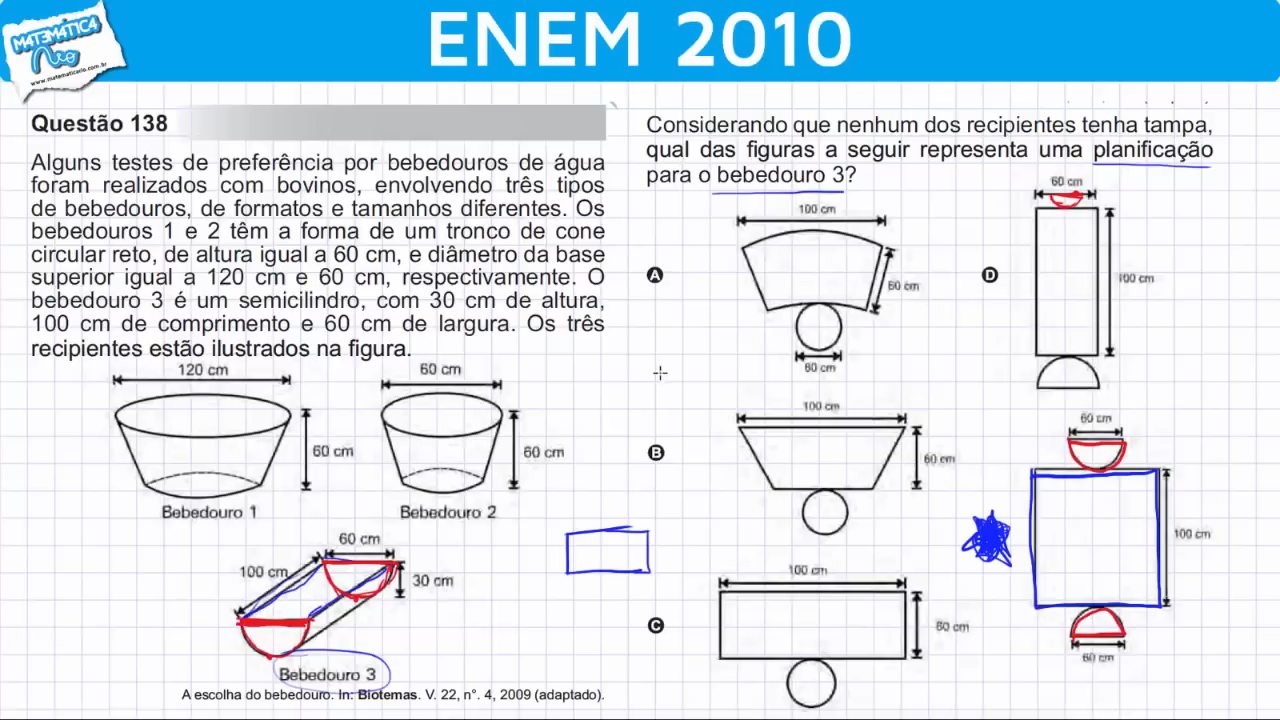 ENEM 2010
MATEMÁTICA
Rio
www.matematicario.com.br
Questão 138
Alguns testes de preferência por bebedouros de água
foram realizados com bovinos, envolvendo três tipos
de bebedouros, de formatos e tamanhos diferentes. Os
bebedouros 1 e 2 têm a forma de um tronco de cone
circular reto, de altura igual a 60 cm, e diâmetro da base
superior igual a 120 cm e 60 cm, respectivamente. O
bebedouro 3 é um semicilindro, com 30 cm de altura,
100 cm de comprimento e 60 cm de largura. Os três
recipientes estão ilustrados na figura.
120 cm
60 cm
Bebedouro 1
60 cm
60 cm
Bebedouro 2
60 cm
100 cm
30 cm
Bebedouro 3
A escolha do bebedouro. In: Biotemas. V. 22, n°. 4, 2009 (adaptado).
Considerando que nenhum dos recipientes tenha tampa,
qual das figuras a seguir representa uma planificação
para o bebedouro 3?
A
100 cm
60 cm
60 cm
B
100 cm
60 cm
C
100 cm
60 cm
D
60 cm
100 cm
60 cm
100 cm
60 cm